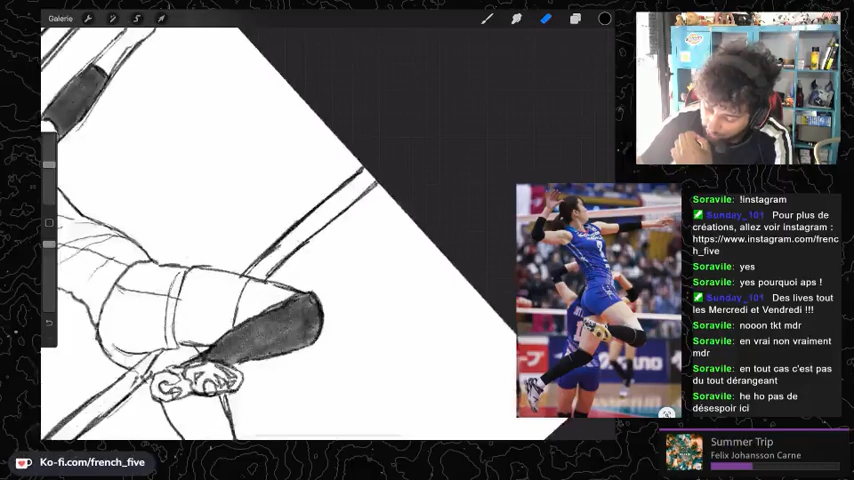 Galerie
Soravile: !instagram
Sunday_101 Pour plus de
créations, allez voir instagram :
https://www.instagram.com/frenc
h_five
Soravile: yes
Soravile: yes pourquoi aps !
Sunday_101: Des lives tout
les Mercredi et Vendredi !!!
Soravile: nooon tkt mdr
Soravile: en vrai non vraiment
mdr
Soravile: en tout cas c'est pas
du tout dérangeant
Soravile: he ho pas de
désespoir ici
Summer Trip
Felix Johansson Carne
Ko-fi.com/french_five